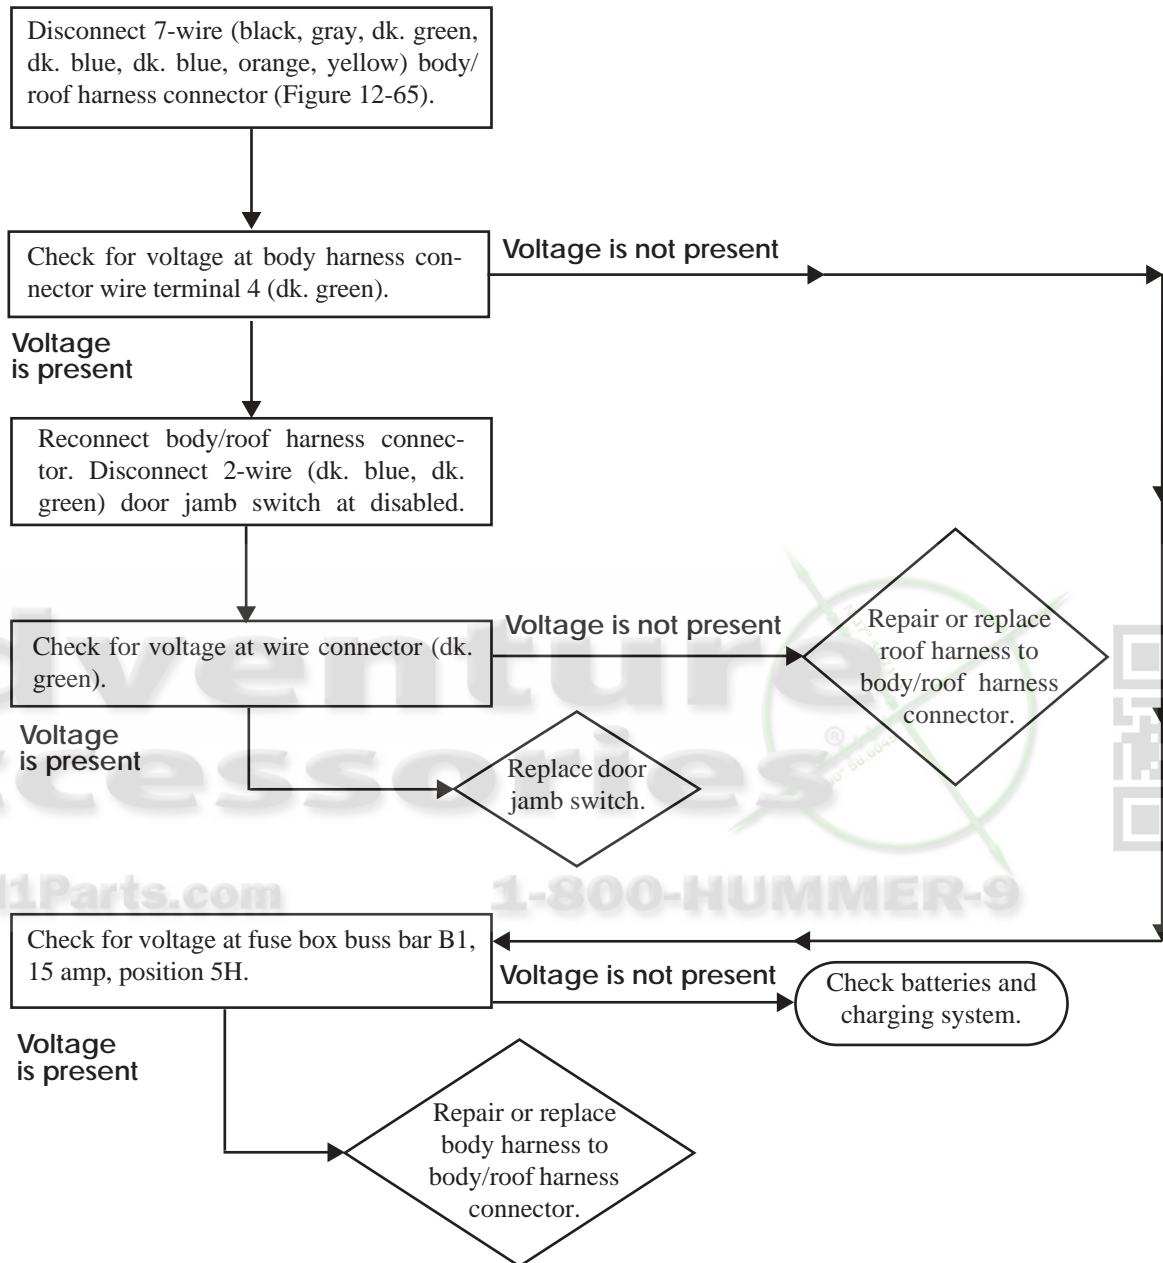 Disconnect 7-wire (black, gray, dk. green,
dk. blue, dk. blue, orange, yellow) body/
roof harness connector (Figure 12-65).
Check for voltage at body harness con-
nector wire terminal 4 (dk. green).
Voltage is not present
Voltage
is present
Reconnect body/roof harness connec-
tor. Disconnect 2-wire (dk. blue, dk.
green) door jamb switch at disabled.
Check for voltage at wire connector (dk.
green).
Voltage is not present
Repair or replace
roof harness to
body/roof harness
connector.
Voltage
is present
Replace door
jamb switch.
dventure
ccessories
®
1Parts.com
1-800-HUMMER-9
Check for voltage at fuse box buss bar B1,
15 amp, position 5H.
Voltage is not present
Check batteries and
charging system.
Voltage
is present
Repair or replace
body harness to
body/roof harness
connector.